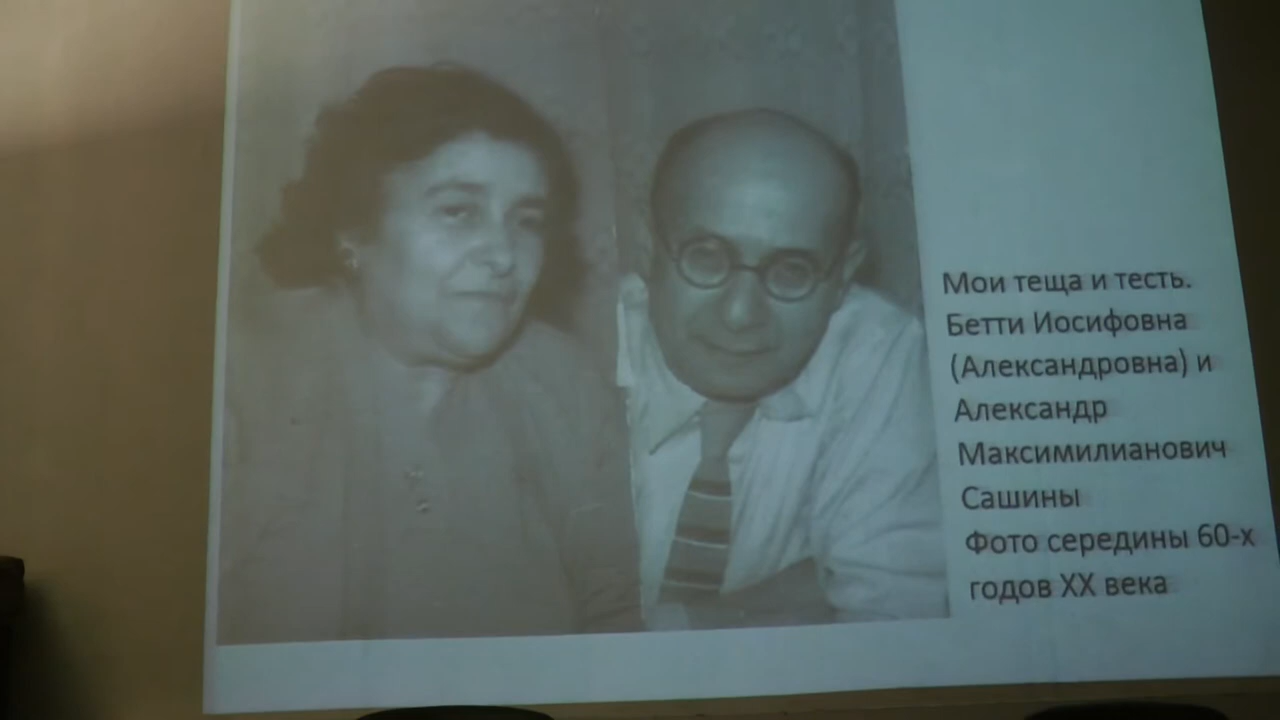 Мои теща и тесть.
Бетти Иосифовна
(Александровна) и
Александр
Максимилианович
Сашины
Фото середины 60-х
годов XX века